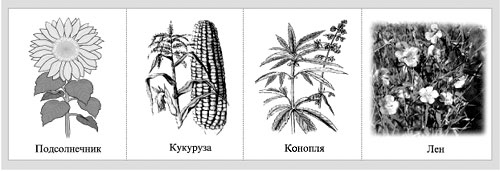 Подсолнечник
Кукуруза
Конопля
Лен